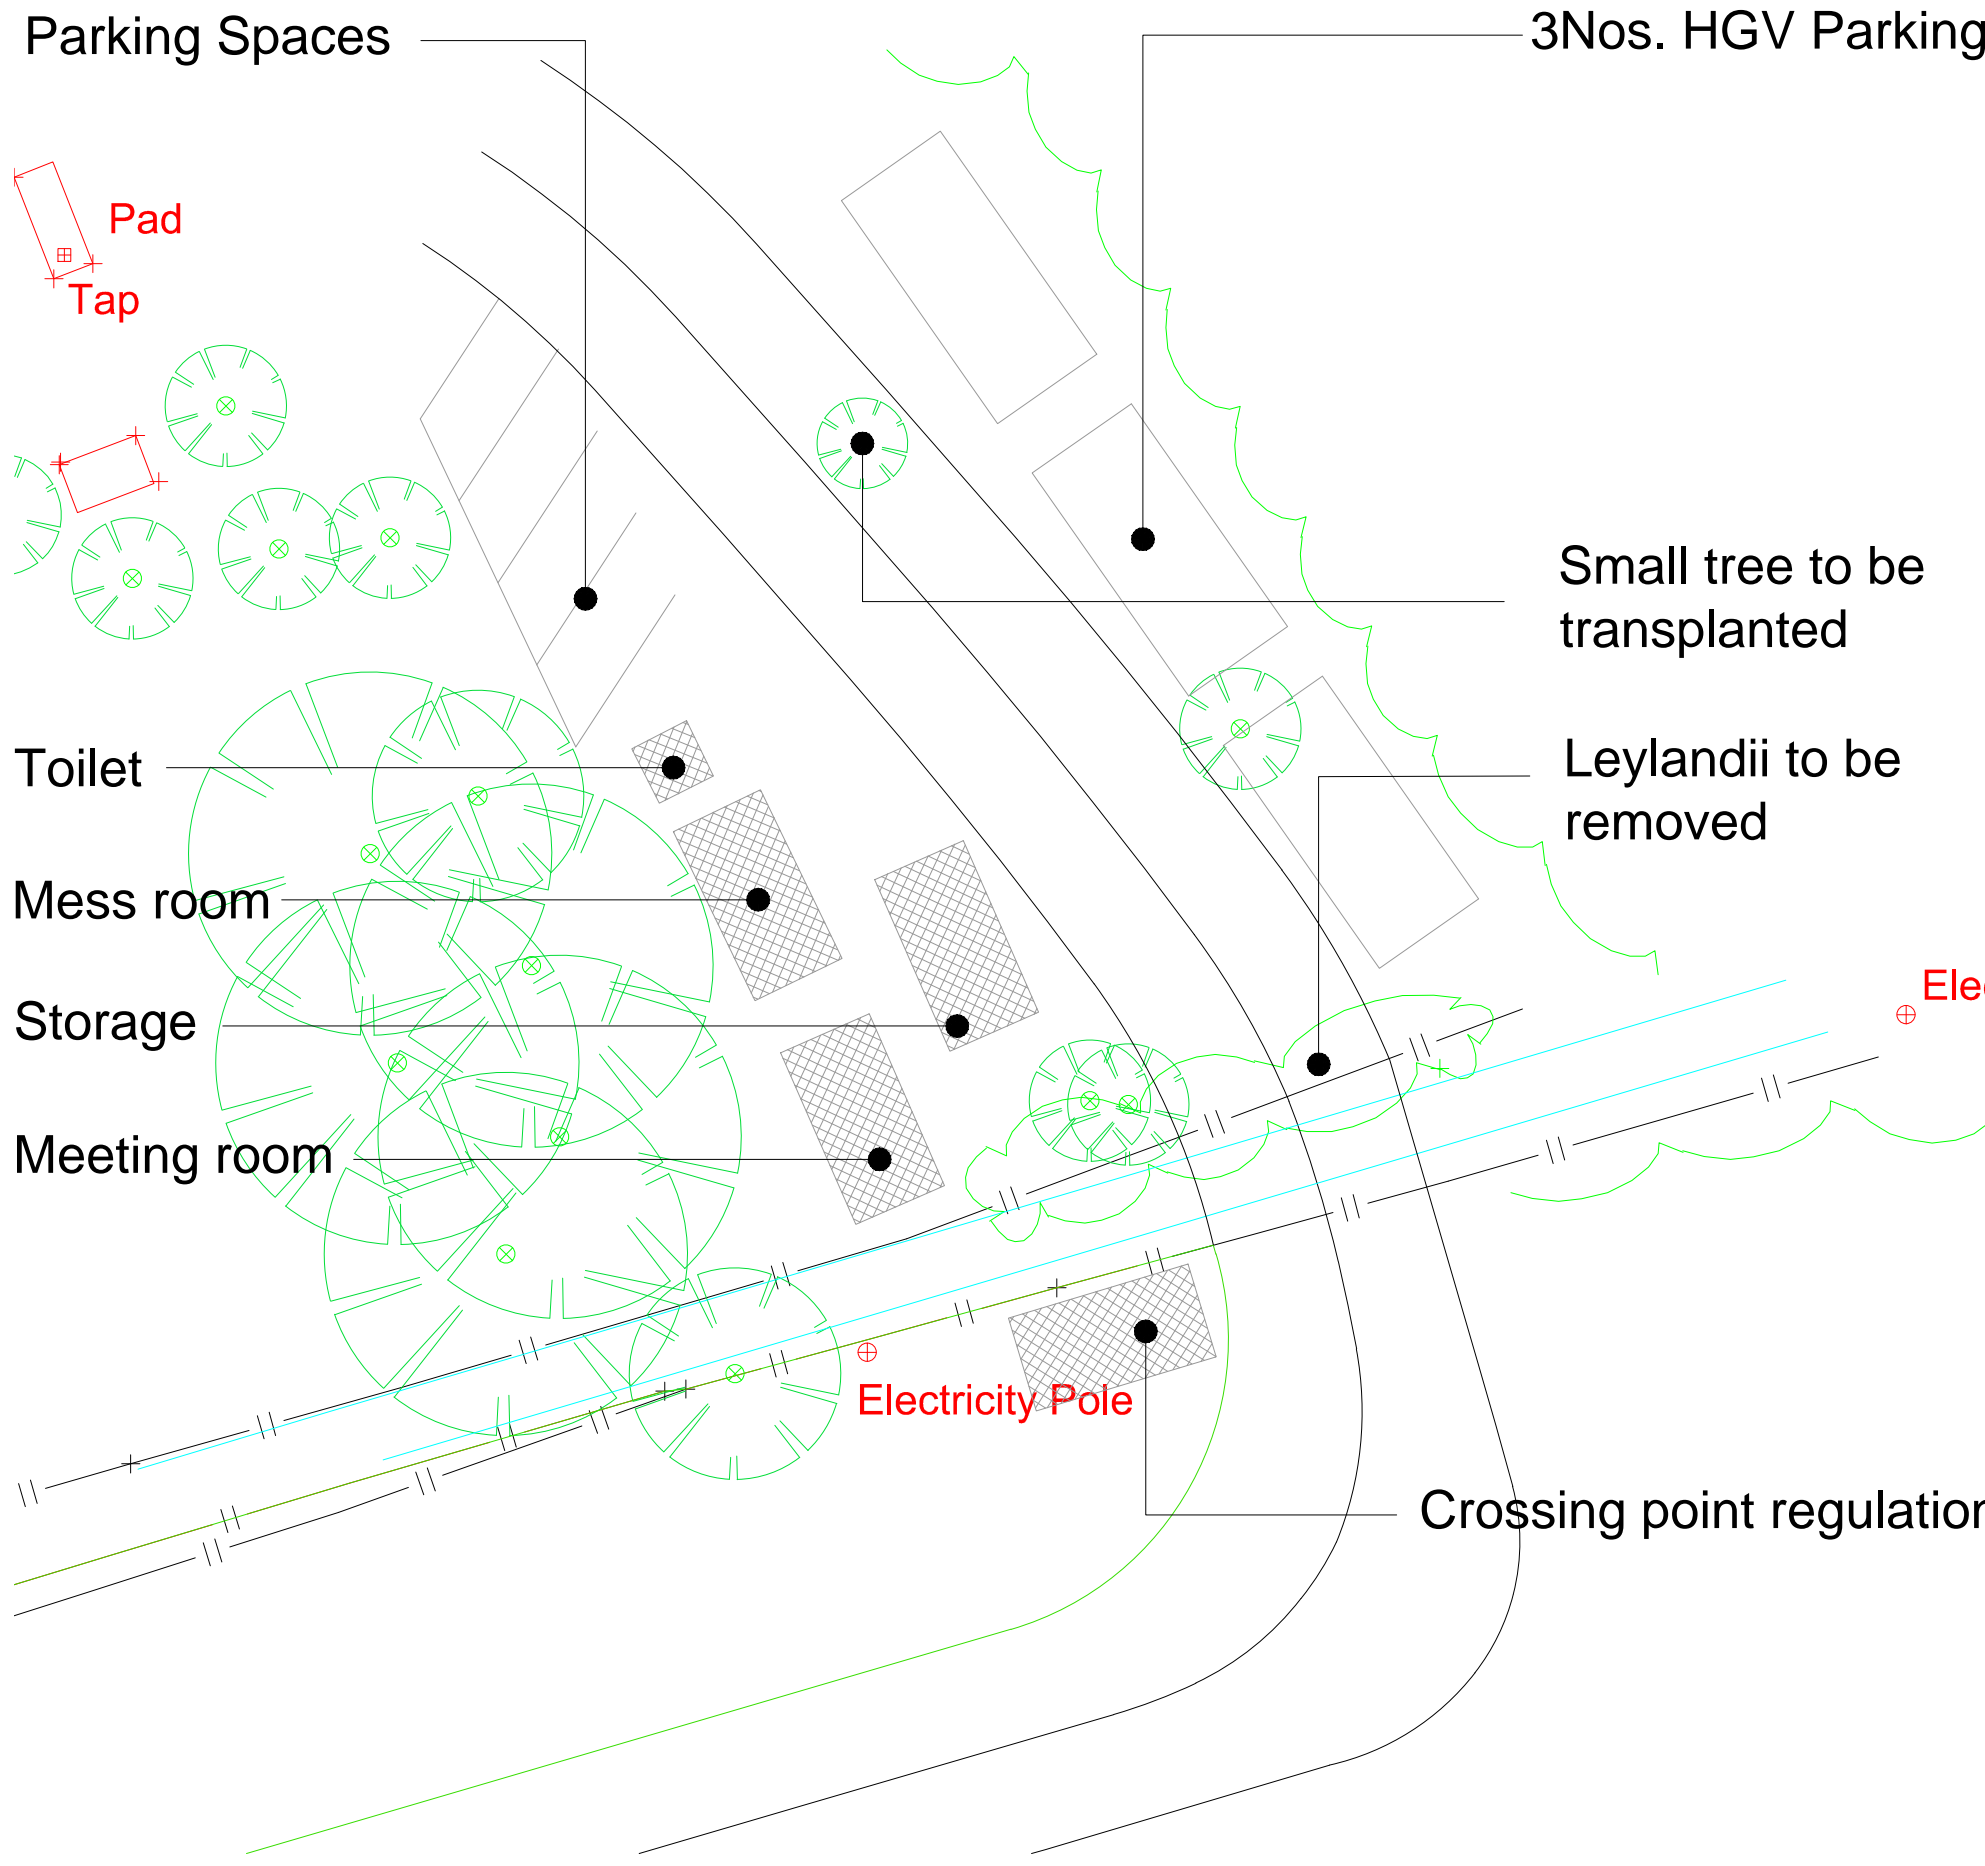 Parking Spaces
3Nos. HGV Parking
Pad
Tap
Small tree to be
transplanted
Toilet
Leylandii to be
removed
Mess room
Storage
Meeting room
Electricity Pole
Crossing point regulation